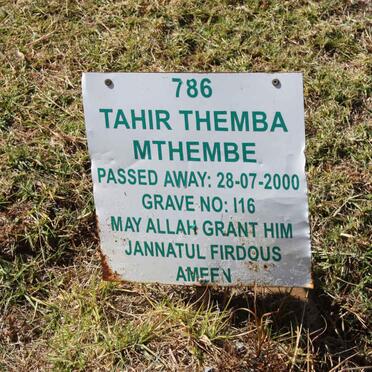 786
TAHIR THEMBA
MTHEMBE
PASSED AWAY: 28-07-2000
GRAVE NO: I16
MAY ALLAH GRANT HIM
JANNATUL FIRDOUS
AMEEN